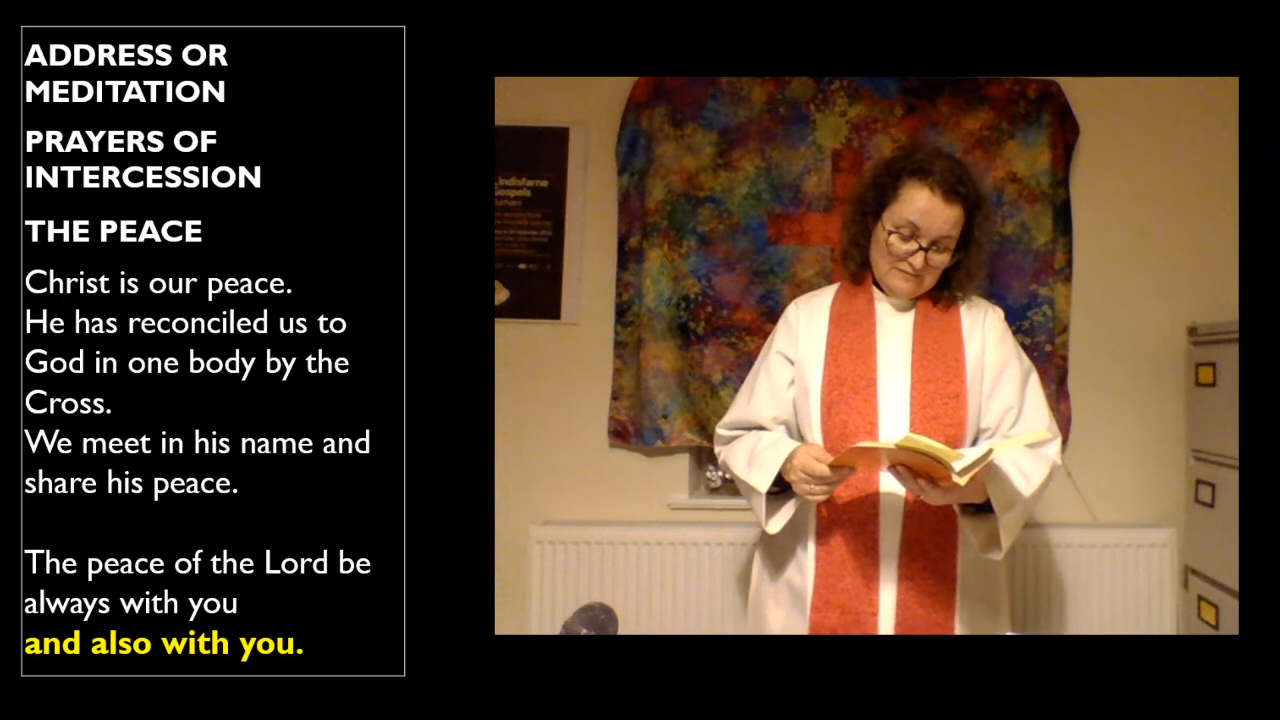 ADDRESS OR
MEDITATION
PRAYERS OF
INTERCESSION
THE PEACE
Christ is our peace.
He has reconciled us to
God in one body by the
Cross.
We meet in his name and
share his peace.
The peace of the Lord be
always with you
and also with you.
Lindisfarne
Gospels
Durham